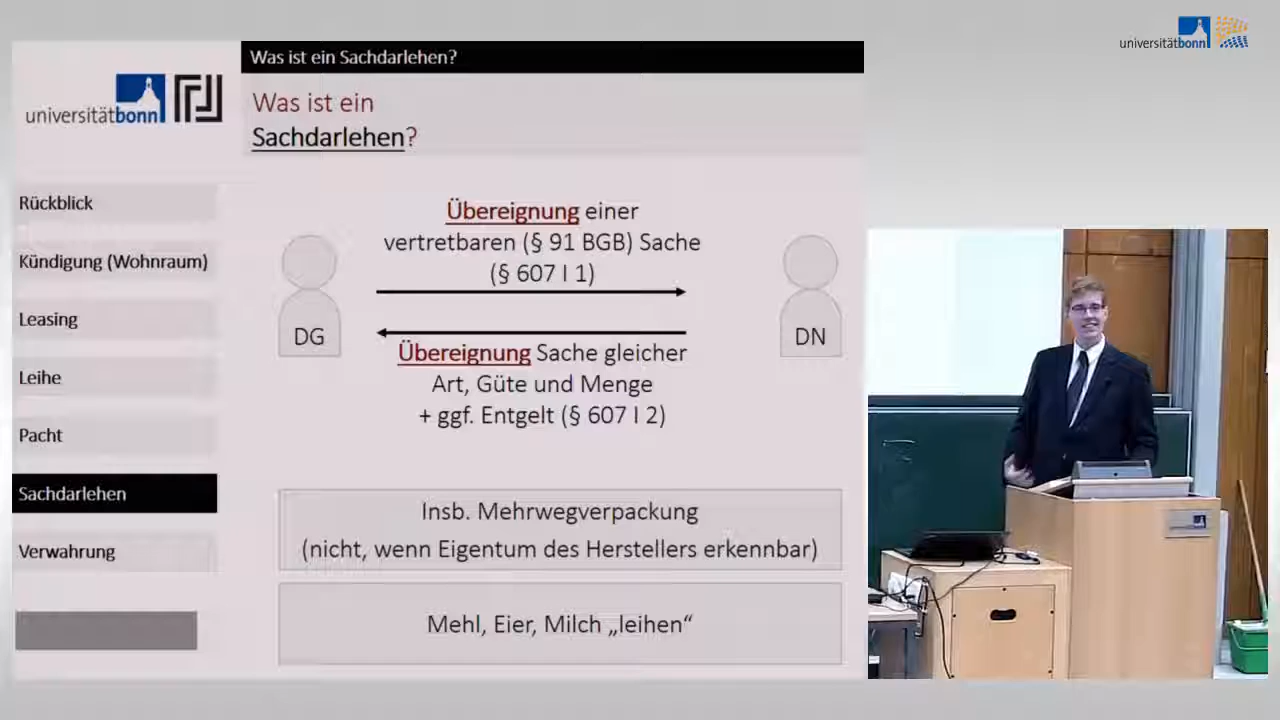 universitätbonn
Was ist ein Sachdarlehen?
universitätbonn
Was ist ein
Sachdarlehen?
Rückblick
Kündigung (Wohnraum)
Leasing
Leihe
Pacht
Sachdarlehen
Verwahrung
Übereignung einer
vertretbaren (§ 91 BGB) Sache
(§ 607 I 1)
DG
DN
Übereignung Sache gleicher
Art, Güte und Menge
+ ggf. Entgelt (§ 607 I 2)
Insb. Mehrwegverpackung
(nicht, wenn Eigentum des Herstellers erkennbar)
Mehl, Eier, Milch „leihen“